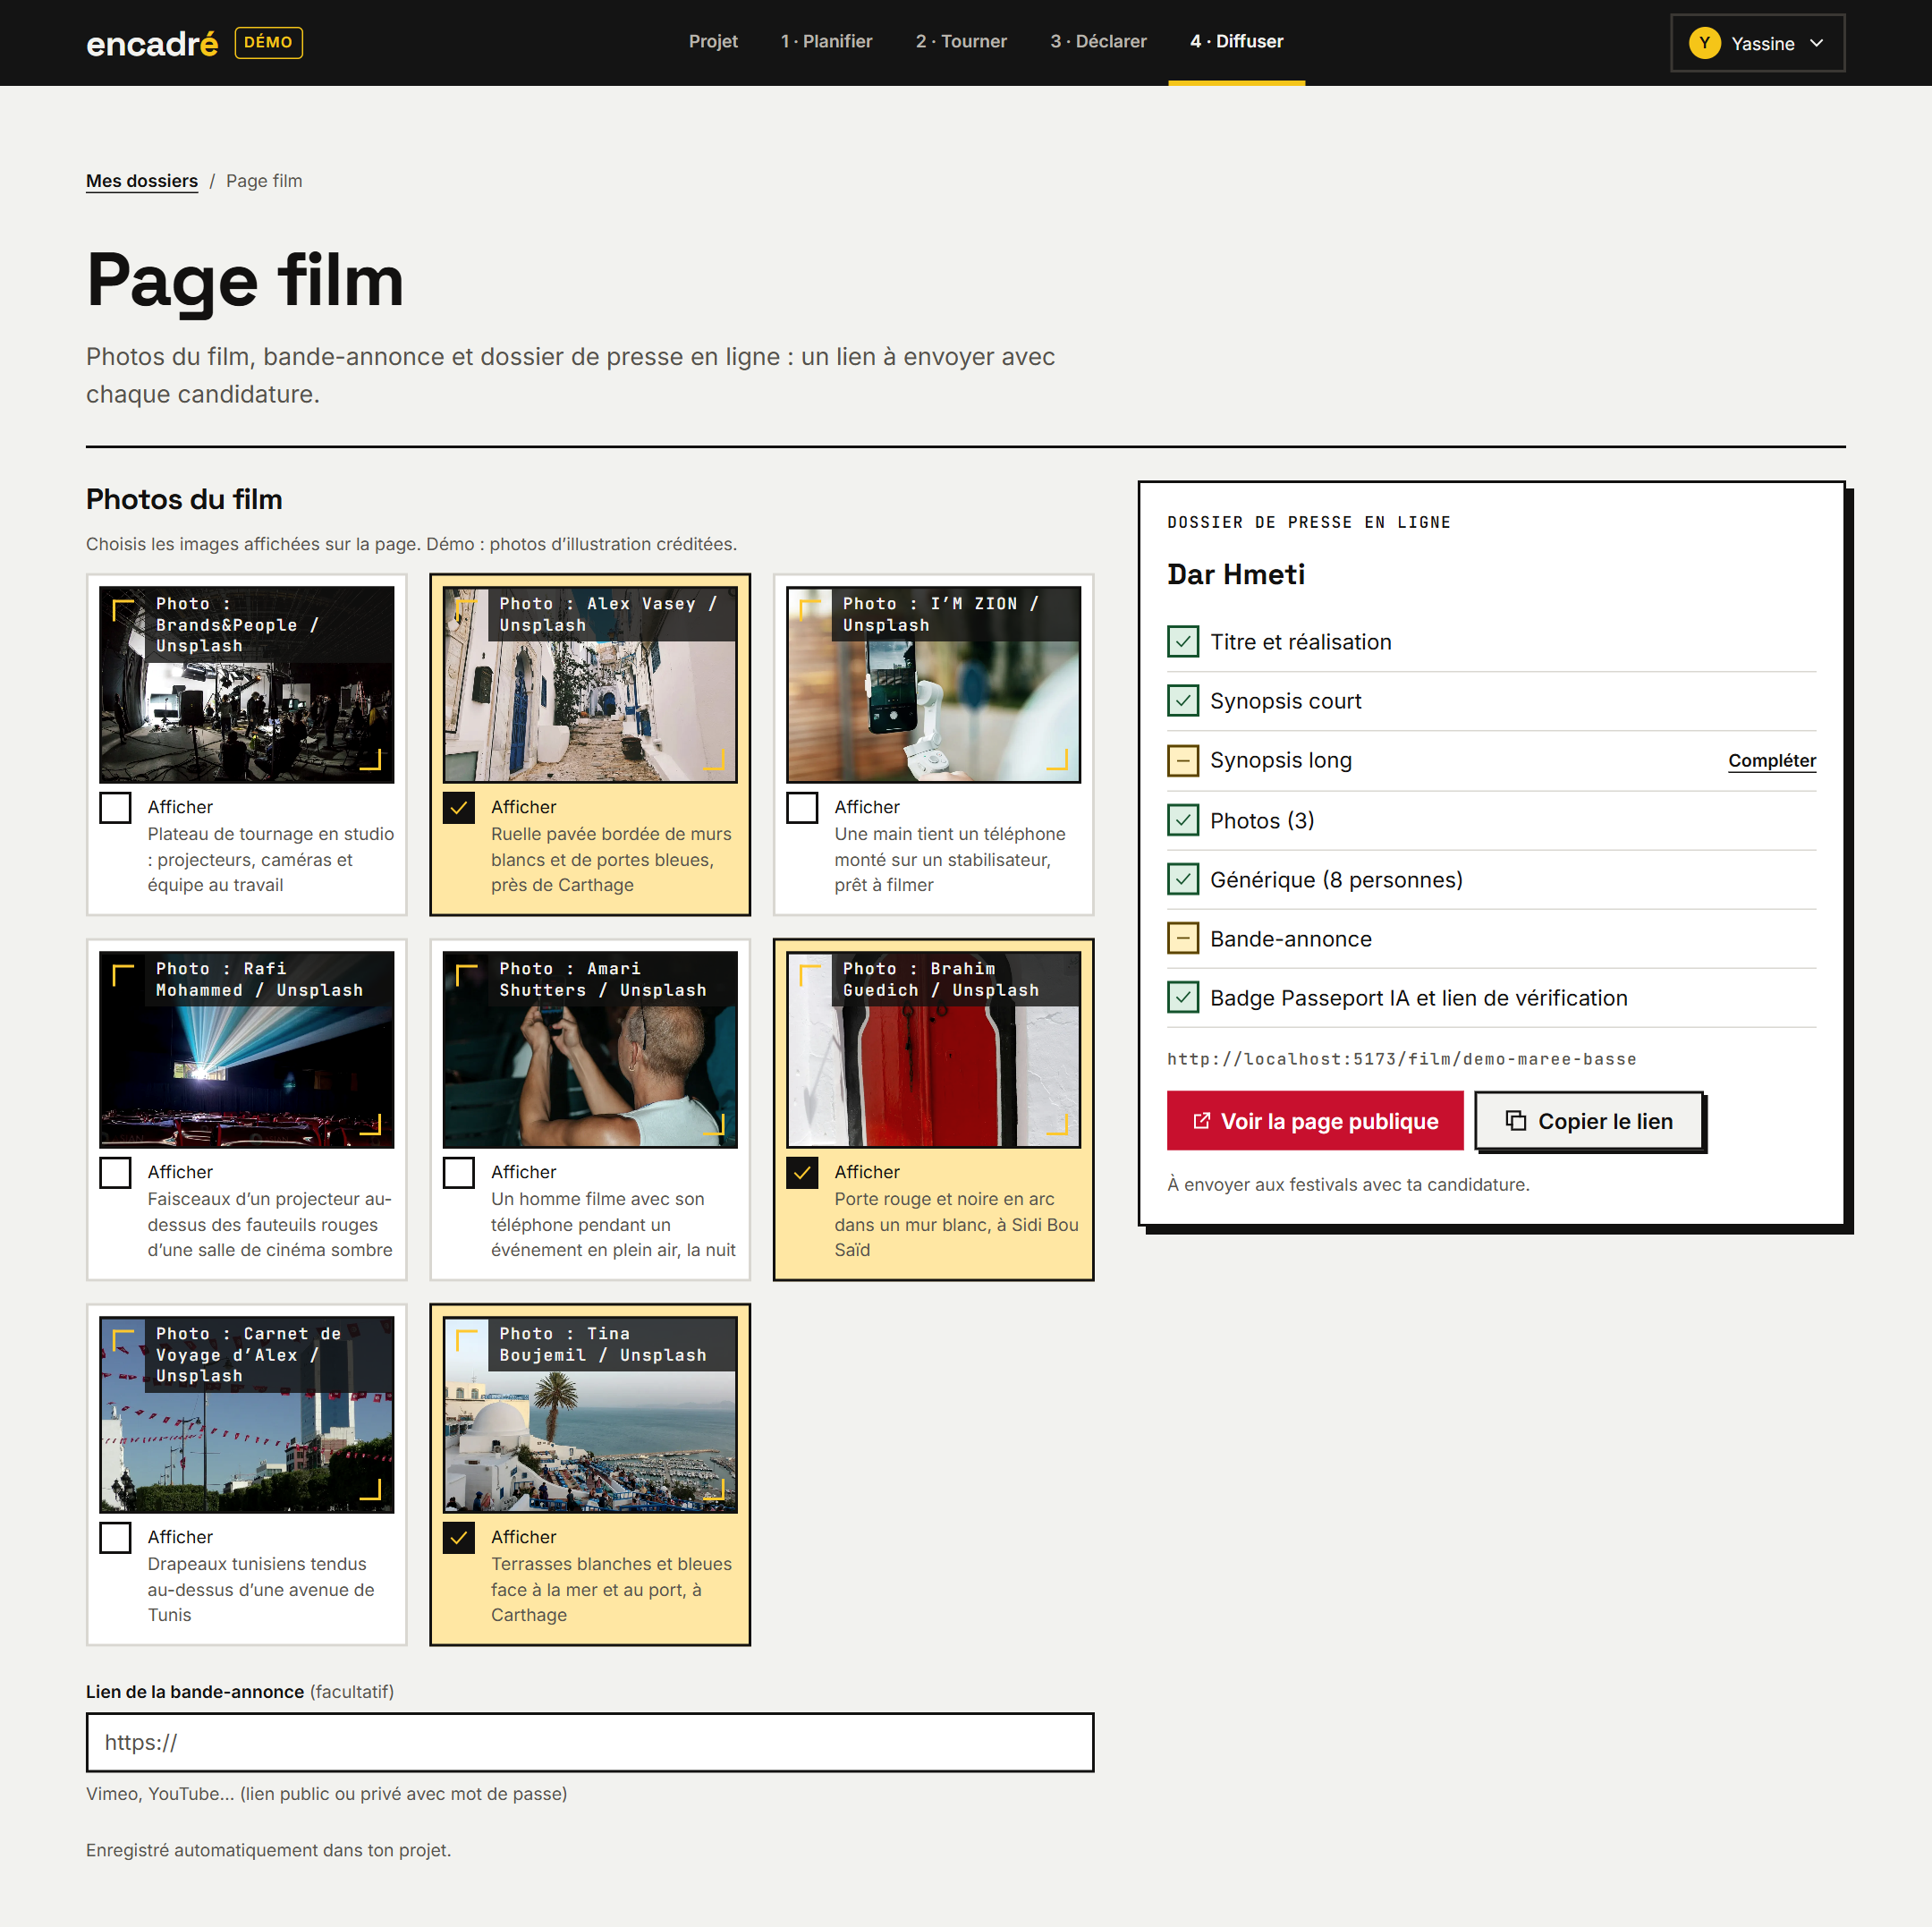 encadré DÉMO
Projet
1 · Planifier
2 · Tourner
3 · Déclarer
4 · Diffuser
Y Yassine
Mes dossiers / Page film
Page film
Photos du film, bande-annonce et dossier de presse en ligne : un lien à envoyer avec
chaque candidature.
Photos du film
Choisis les images affichées sur la page. Démo : photos d’illustration créditées.
Photo :
Brands&People /
Unsplash
Afficher
Plateau de tournage en studio
: projecteurs, caméras et
équipe au travail
Photo : Alex Vasey /
Unsplash
Afficher
Ruelle pavée bordée de murs
blancs et de portes bleues,
près de Carthage
Photo : I’M ZION /
Unsplash
Afficher
Une main tient un téléphone
monté sur un stabilisateur,
prêt à filmer
Photo : Rafi
Mohammed / Unsplash
Afficher
Faisceaux d’un projecteur au-
dessus des fauteuils rouges
d’une salle de cinéma sombre
Photo : Amari
Shutters / Unsplash
Afficher
Un homme filme avec son
téléphone pendant un
événement en plein air, la nuit
Photo : Brahim
Guedich / Unsplash
Afficher
Porte rouge et noire en arc
dans un mur blanc, à Sidi Bou
Saïd
Photo : Carnet de
Voyage d’Alex /
Unsplash
Afficher
Drapeaux tunisiens tendus
au-dessus d’une avenue de
Tunis
Photo : Tina
Boujemil / Unsplash
Afficher
Terrasses blanches et bleues
face à la mer et au port, à
Carthage
Lien de la bande-annonce (facultatif)
https://
Vimeo, YouTube… (lien public ou privé avec mot de passe)
Enregistré automatiquement dans ton projet.
DOSSIER DE PRESSE EN LIGNE
Dar Hmeti
Titre et réalisation
Synopsis court
Synopsis long
Compléter
Photos (3)
Générique (8 personnes)
Bande-annonce
Badge Passeport IA et lien de vérification
http://localhost:5173/film/demo-maree-basse
Voir la page publique
Copier le lien
À envoyer aux festivals avec ta candidature.